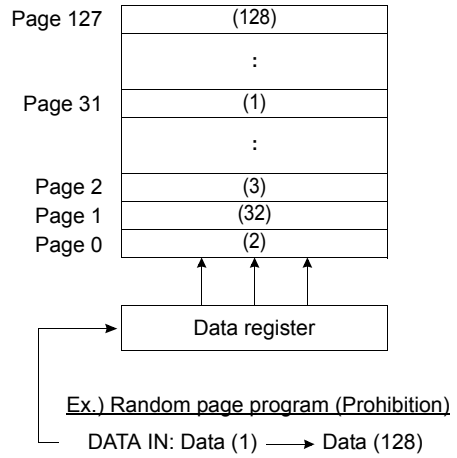 Page 127 (128)
:
Page 31 (1)
:
Page 2 (3)
Page 1 (32)
Page 0 (2)
Data register
Ex.) Random page program (Prohibition)
DATA IN: Data (1) Data (128)